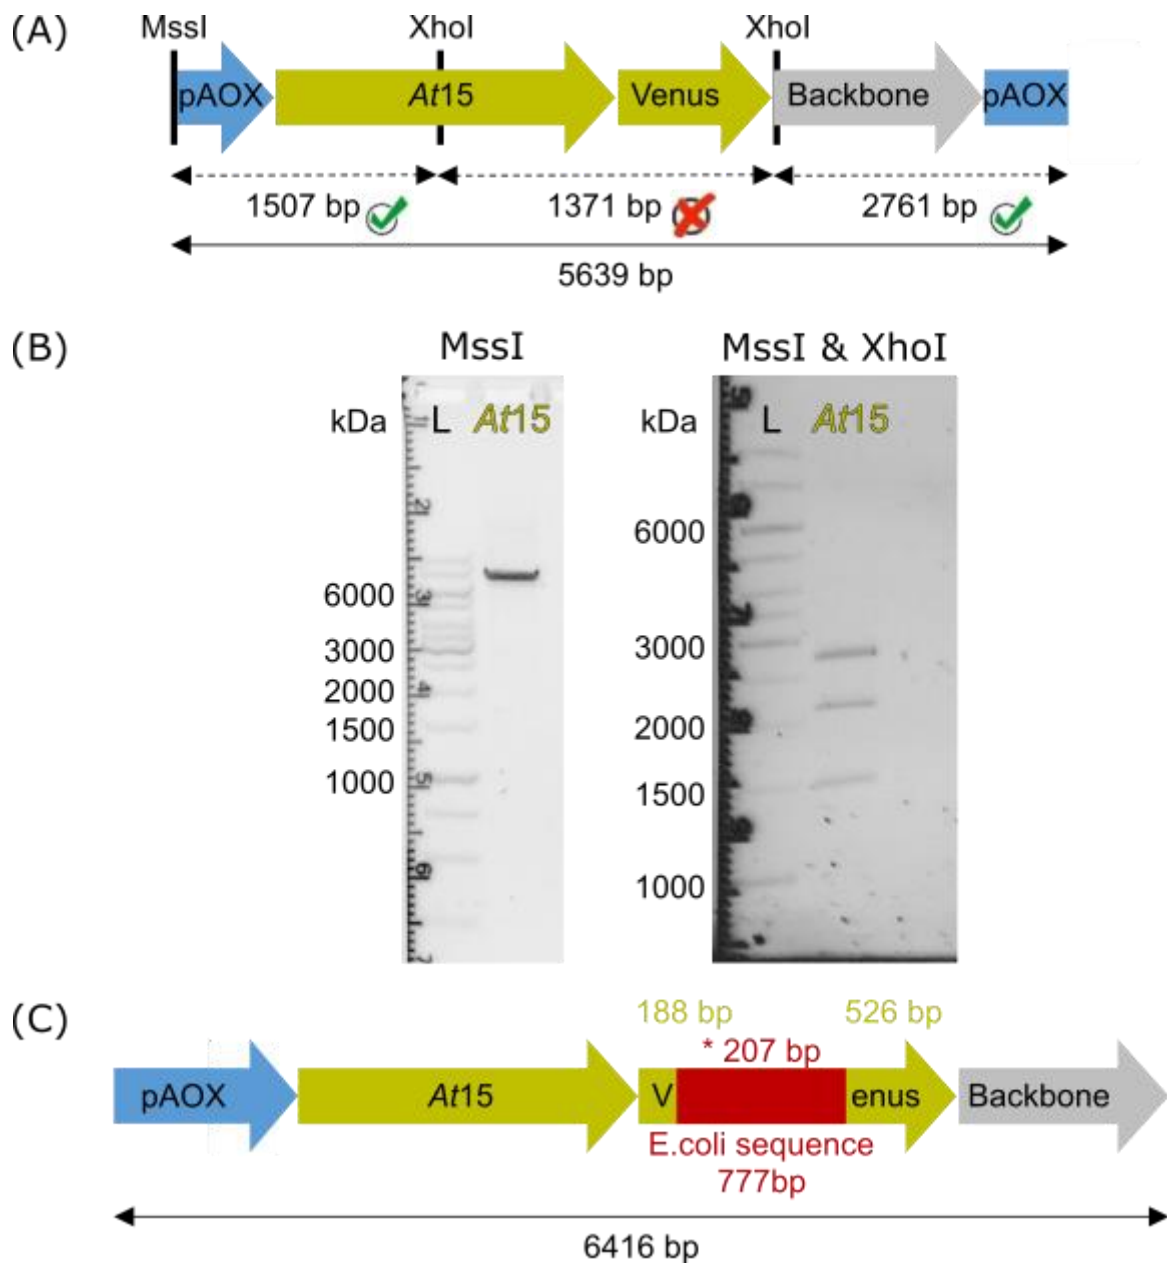 (A)
MssI XhoI XhoI
pAOX At15 Venus Backbone pAOX
1507 bp 1371 bp 2761 bp
5639 bp
(B)
MssI MssI & XhoI
kDa L At15 kDa L At15
6000
3000
2000
1500
1000
6000
3000
2000
1500
1000
(C)
188 bp 526 bp
* 207 bp
pAOX At15 V enus Backbone
E.coli sequence
777bp
6416 bp